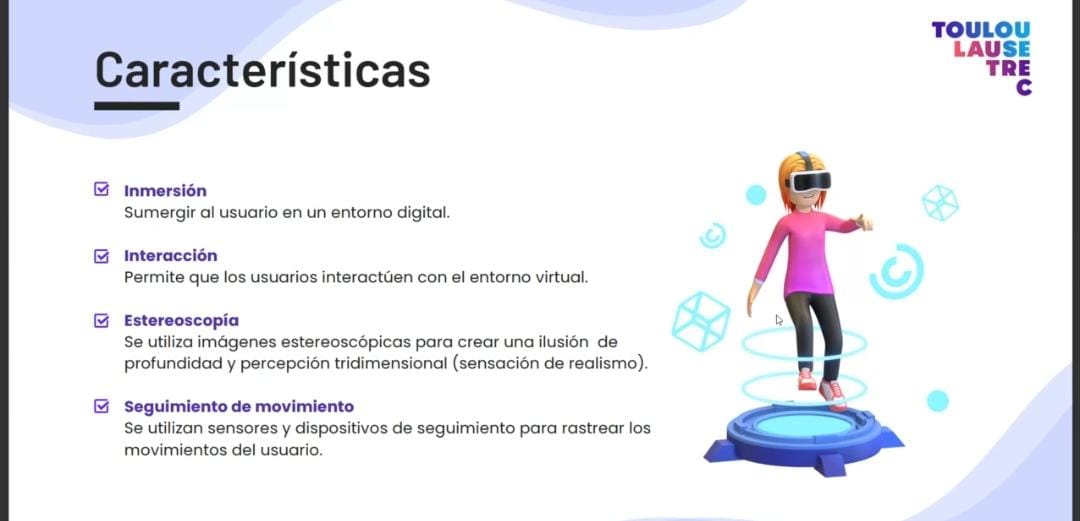 TOULOU
LAUSE
TRE
C
Características
Inmersión
Sumergir al usuario en un entorno digital.
Interacción
Permite que los usuarios interactúen con el entorno virtual.
Estereoscopía
Se utiliza imágenes estereoscópicas para crear una ilusión de
profundidad y percepción tridimensional (sensación de realismo).
Seguimiento de movimiento
Se utilizan sensores y dispositivos de seguimiento para rastrear los
movimientos del usuario.